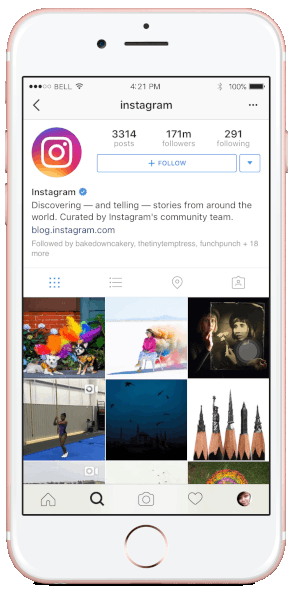 ●●●○○ BELL 4:21 PM 100%
instagram •••
3314 171m 291
posts followers following
+ FOLLOW
Instagram
Discovering — and telling — stories from around the
world. Curated by Instagram's community team.
blog.instagram.com
Followed by bakedowncakery, thetinytemptress, funchpunch + 18
more